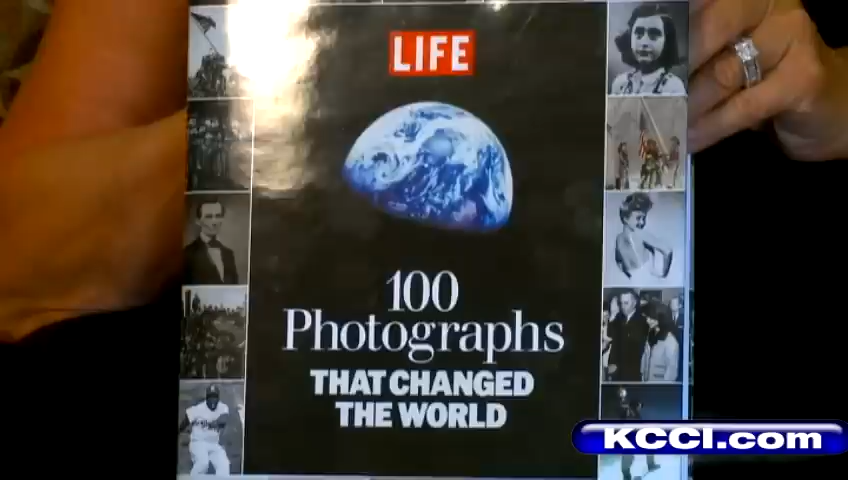 LIFE
100
Photographs
THAT CHANGED
THE WORLD
KCCI.com